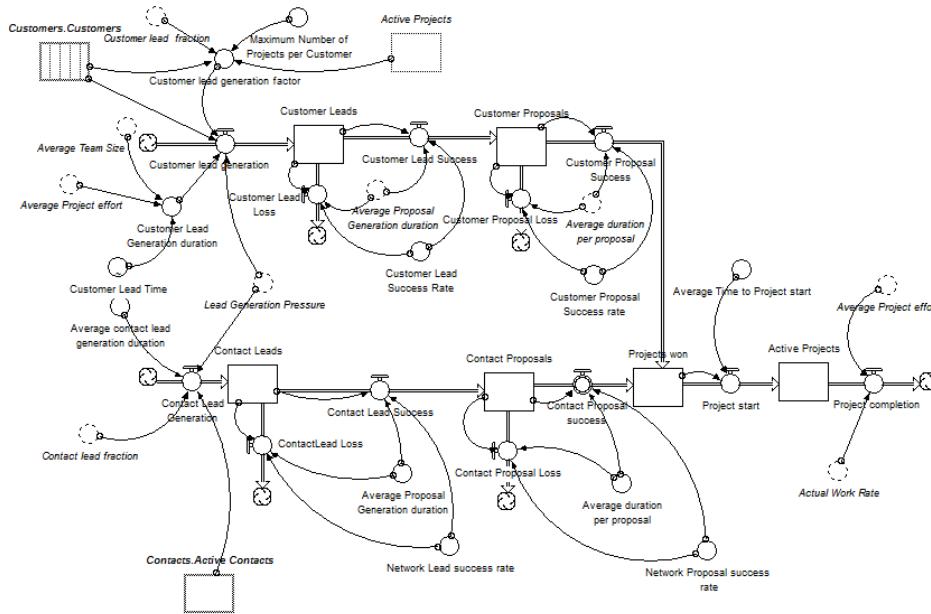 Customers.Customers
Customer lead  fraction
Maximum Number of
Projects per Customer
Active Projects
Customer lead generation factor
Customer Leads
Customer Proposals
Average Team Size
Customer lead generation
Customer Lead Success
Customer Proposal
Success
Average Project effort
Customer Lead
Loss
Average Proposal
Generation duration
Customer Proposal Loss
Average duration
per proposal
Customer Lead
Generation duration
Customer Lead Time
Lead Generation Pressure
Customer Lead
Success Rate
Customer Proposal
Success rate
Average Time to Project start
Average Project effo
Average contact lead
generation duration
Contact Leads
Contact Proposals
Projects won
Active Projects
Contact Lead
Generation
Contact Lead Success
Contact Proposal
success
Project start
Project completion
Contact lead fraction
ContactLead Loss
Contact Proposal Loss
Average Proposal
Generation duration
Average duration
per proposal
Actual Work Rate
Contacts.Active Contacts
Network Lead success rate
Network Proposal success
rate